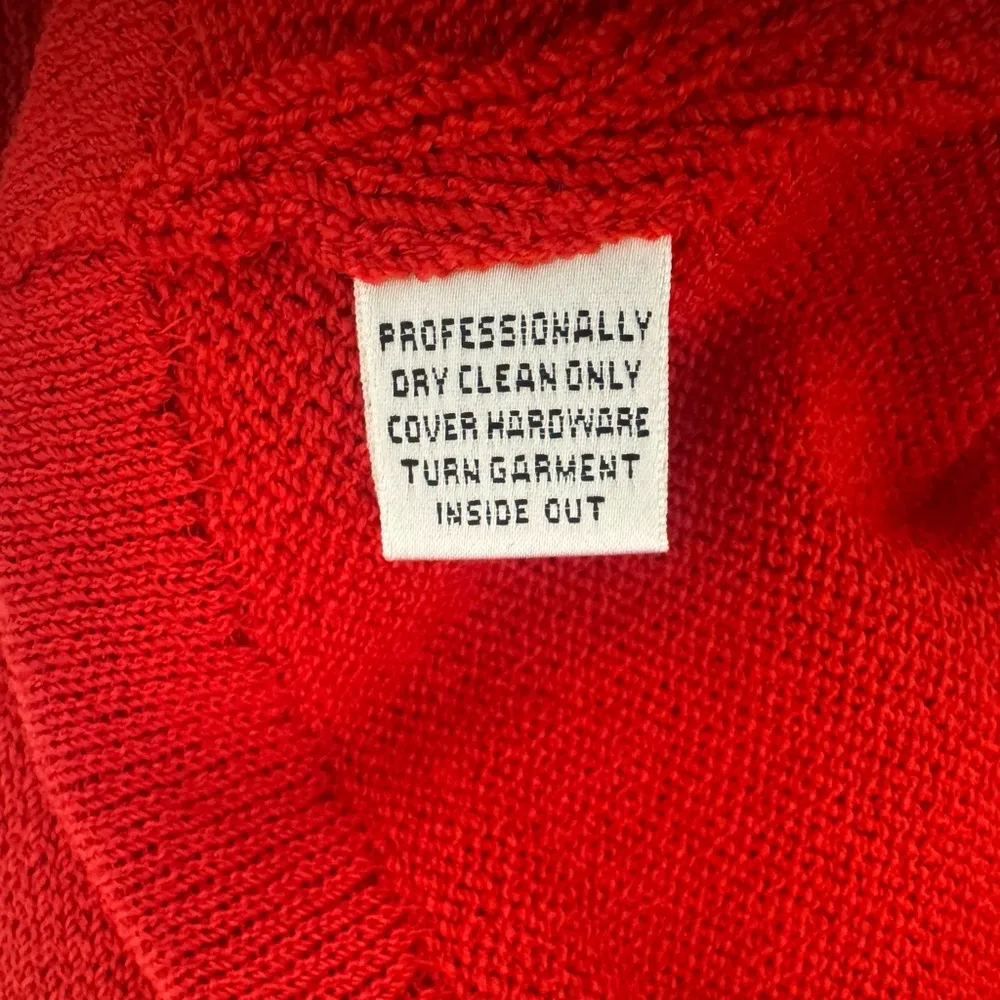 PROFESSIONALLY
DRY CLEAN ONLY
COVER HARDWARE
TURN GARMENT
INSIDE OUT